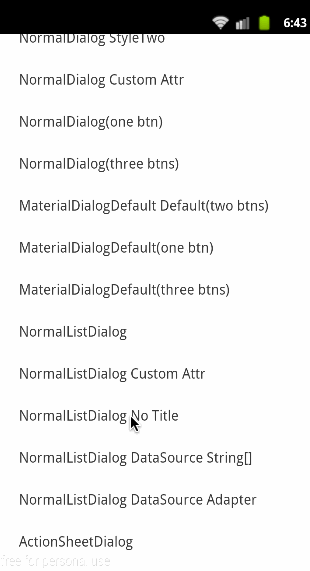 6:43
NormalDialog StyleTwo
NormalDialog Custom Attr
NormalDialog(one btn)
NormalDialog(three btns)
MaterialDialogDefault Default(two btns)
MaterialDialogDefault(one btn)
MaterialDialogDefault(three btns)
NormalListDialog
NormalListDialog Custom Attr
NormalListDialog No Title
NormalListDialog DataSource String[]
NormalListDialog DataSource Adapter
ActionSheetDialog
free for personal use